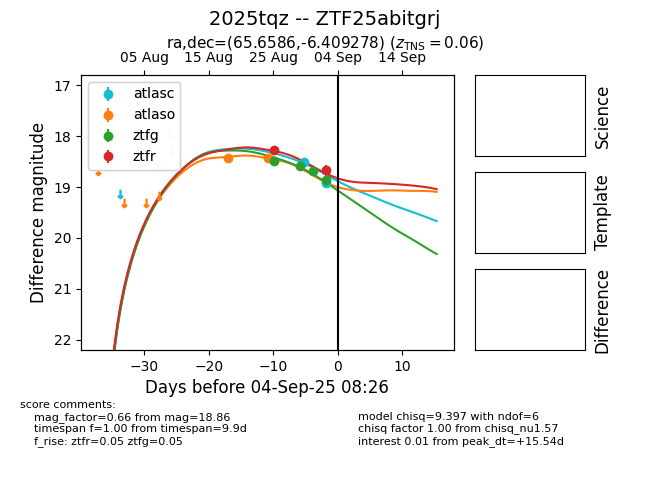 2025tqz -- ZTF25abitgrj
ra,dec=(65.6586,-6.409278) (z_TNS = 0.06)
05 Aug 15 Aug 25 Aug 04 Sep 14 Sep
17
18
19
20
21
22
Difference magnitude
atlasc
atlaso
ztfg
ztfr
−30 −20 −10 0 10
Days before 04-Sep-25 08:26
Science
Template
Difference
score comments:
mag_factor=0.66 from mag=18.86
timespan f=1.00 from timespan=9.9d
f_rise: ztfr=0.05 ztfg=0.05
model chisq=9.397 with ndof=6
chisq factor 1.00 from chisq_nu1.57
interest 0.01 from peak_dt=+15.54d